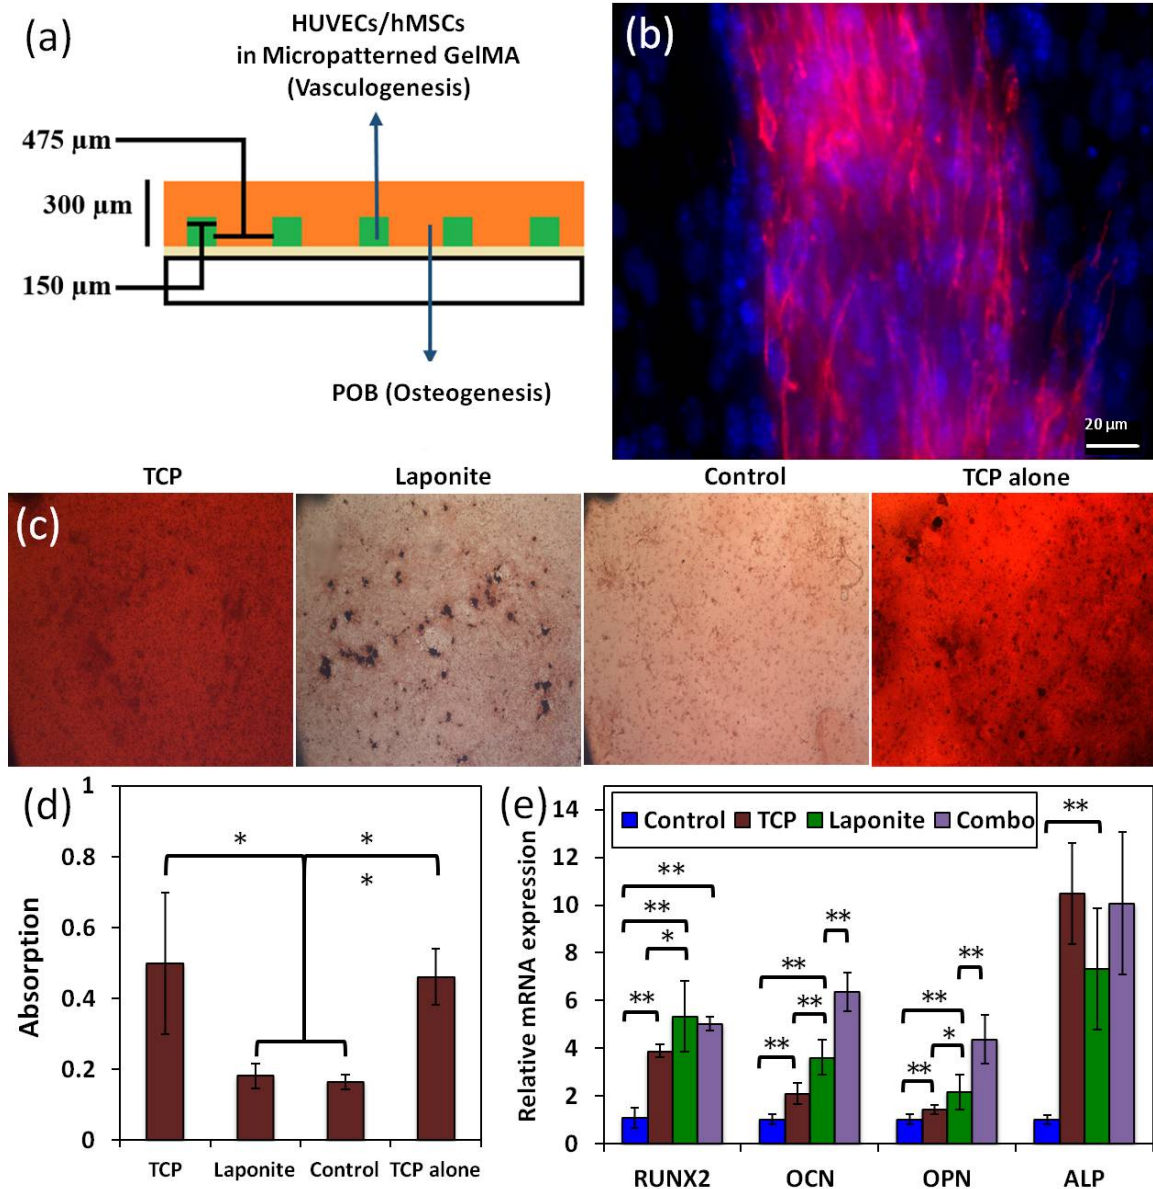 (a)
HUVECs/hMSCs
in Micropatterned GelMA
(Vasculogenesis)
475 µm
300 µm
150 µm
POB (Osteogenesis)
(b)
20 µm
TCP Laponite Control TCP alone
(c)
(d)
1
0.8
0.6
0.4
0.2
0
Absorption
* *
*
TCP Laponite Control TCP alone
(e)
14
12
10
8
6
4
2
0
Relative mRNA expression
Control TCP Laponite Combo
**
**
*
**
**
**
**
**
**
**
*
**
**
RUNX2 OCN OPN ALP